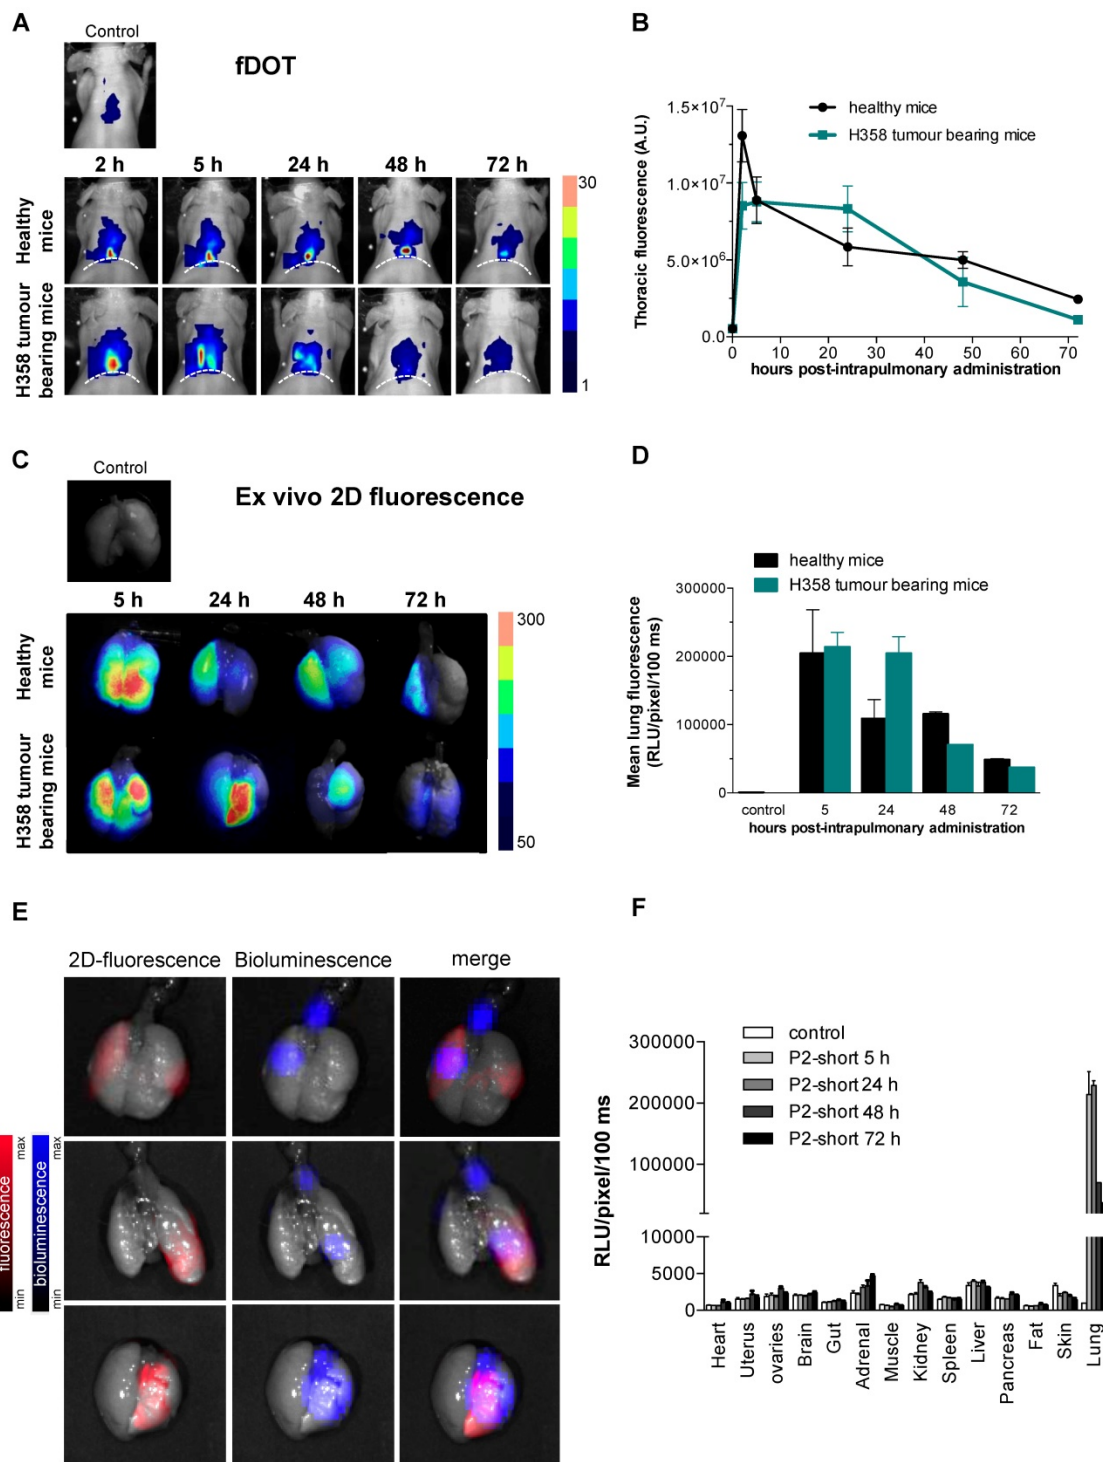 A
Control
fDOT
2 h 5 h 24 h 48 h 72 h
Healthy
mice
H358 tumour
bearing mice
30
1
B
healthy mice
H358 tumour bearing mice
Thoracic fluorescence (A.U.)
1.5×10⁷
1.0×10⁷
5.0×10⁶
0.0
0 10 20 30 40 50 60 70
hours post-intrapulmonary administration
C
Control
Ex vivo 2D fluorescence
5 h 24 h 48 h 72 h
Healthy
mice
H358 tumour
bearing mice
300
50
D
healthy mice
H358 tumour bearing mice
Mean lung fluorescence
(RLU/pixel/100 ms)
300000
200000
100000
0
control 5 24 48 72
hours post-intrapulmonary administration
E
2D-fluorescence Bioluminescence merge
fluorescence
min max
bioluminescence
min max
F
control
P2-short 5 h
P2-short 24 h
P2-short 48 h
P2-short 72 h
RLU/pixel/100 ms
300000
200000
100000
10000
5000
0
Heart
Uterus
ovaries
Brain
Gut
Adrenal
Muscle
Kidney
Spleen
Liver
Pancreas
Fat
Skin
Lung